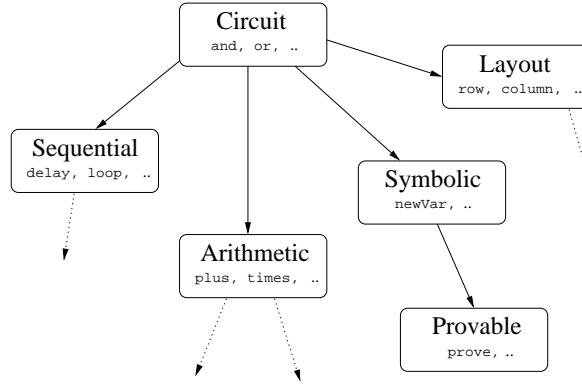 Circuit
and, or, ..
Layout
row, column, ..
Sequential
delay, loop, ..
Symbolic
newVar, ..
Arithmetic
plus, times, ..
Provable
prove, ..